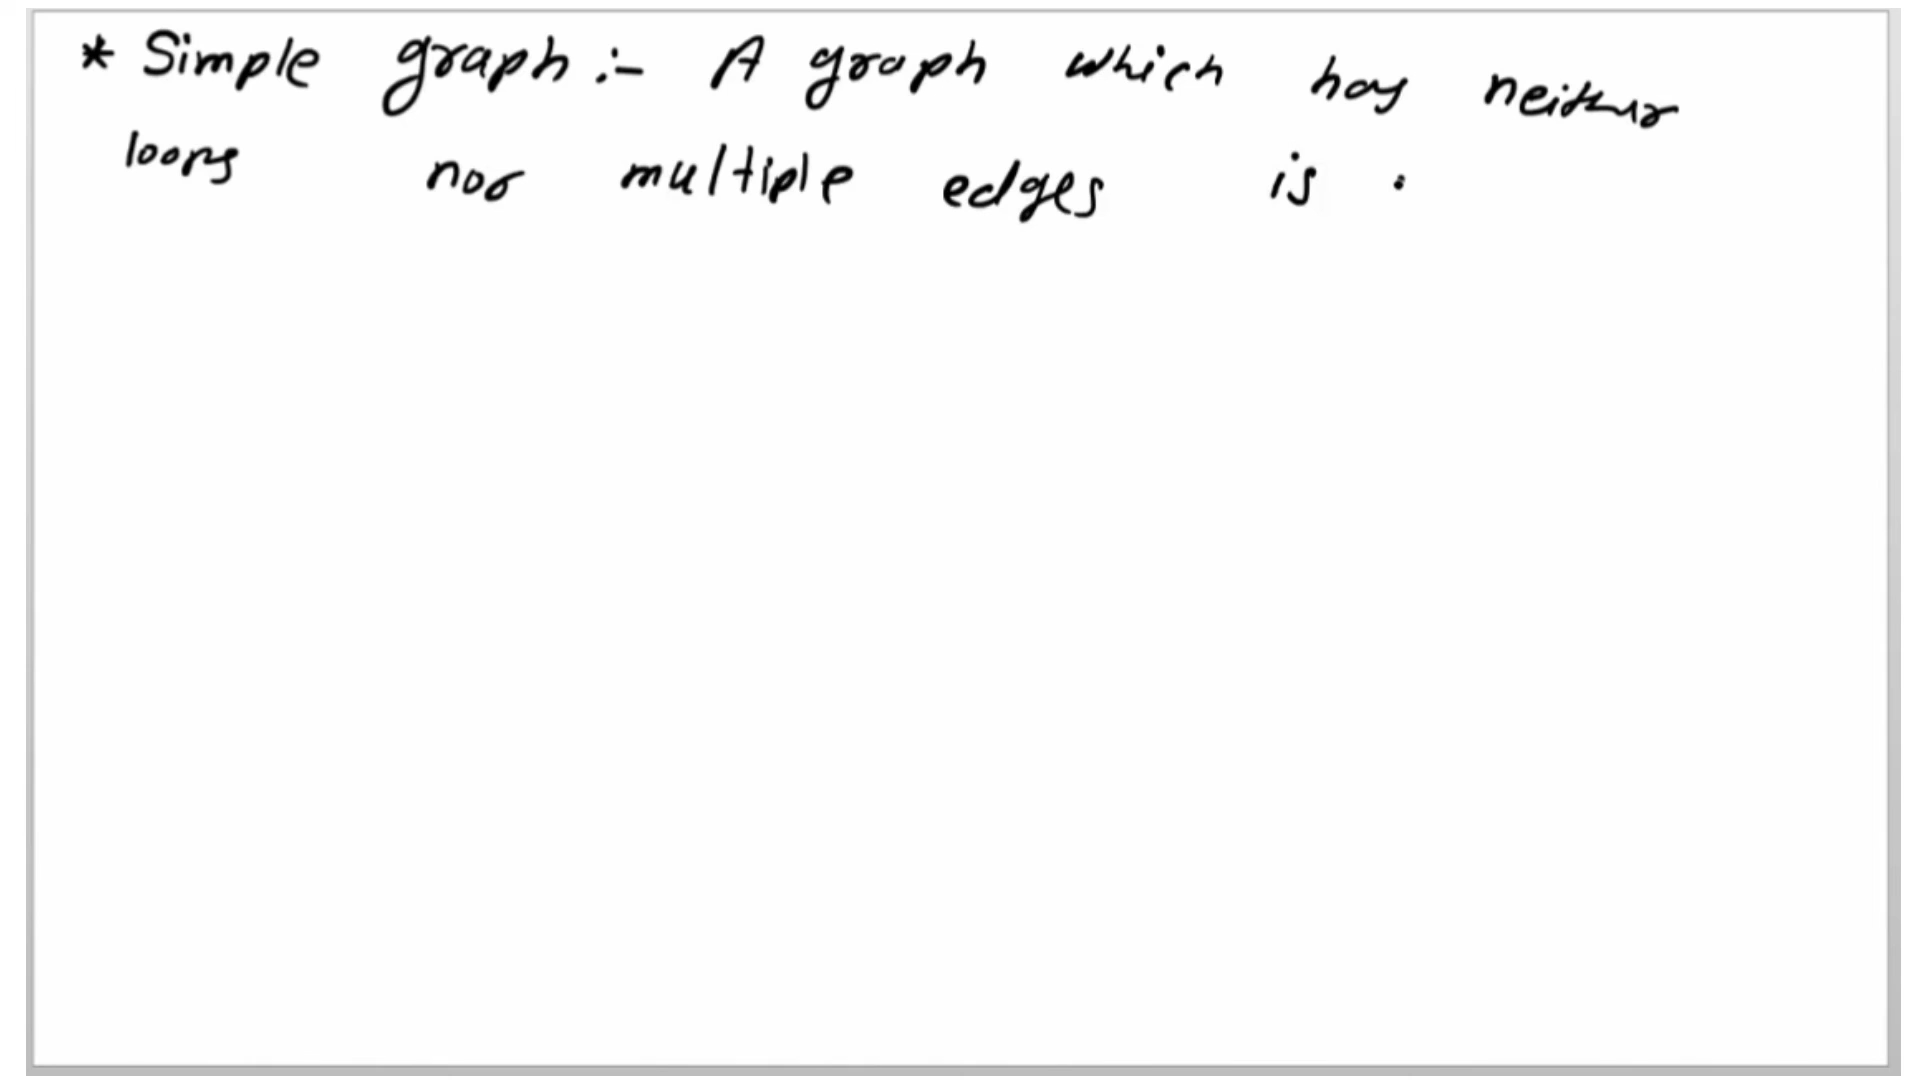 * Simple graph :- A graph which has neither
loops nor multiple edges is .